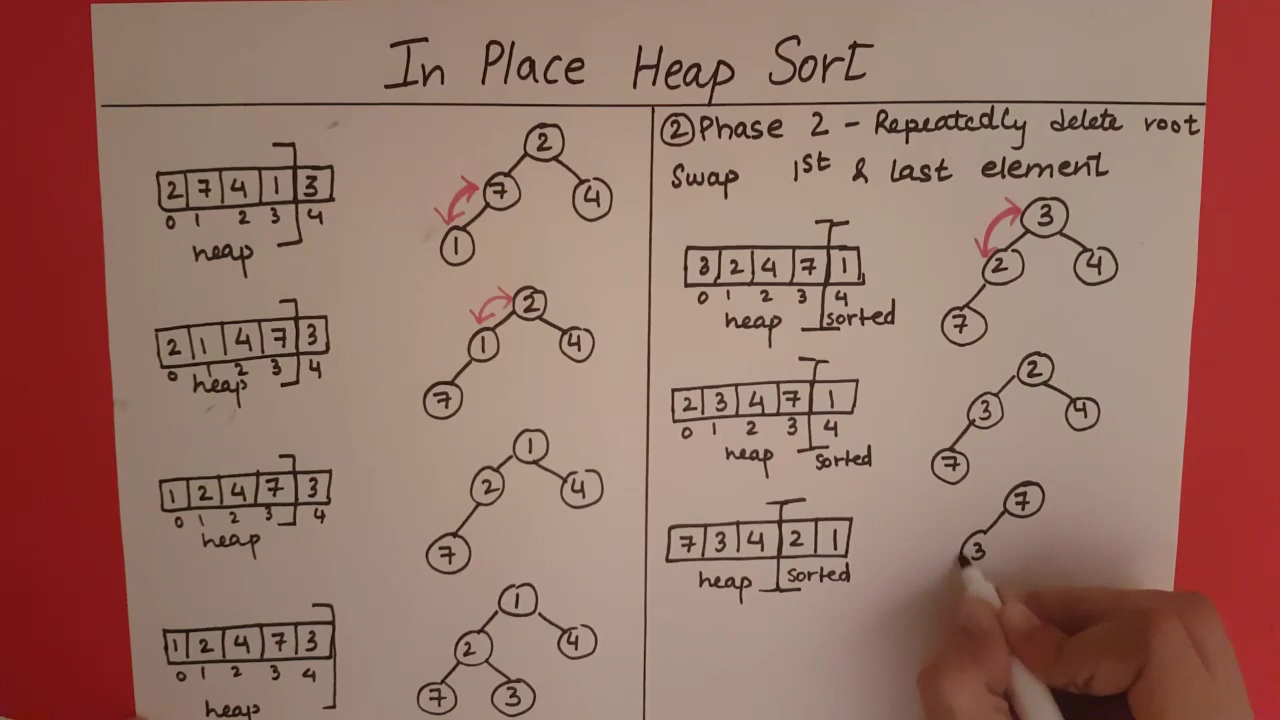 In Place Heap Sort
2 7 4 1 3
0 1 2 3 4
heap
2
7 4
1
2 1 4 7 3
0 1 2 3 4
heap
2
1 4
7
1 2 4 7 3
0 1 2 3 4
heap
1
2 4
7
1 2 4 7 3
0 1 2 3 4
heap
1
2 4
7 3
② Phase 2 - Repeatedly delete root
Swap 1st & last element
3 2 4 7 1
0 1 2 3 4
heap sorted
3
2 4
7
2 3 4 7 1
0 1 2 3 4
heap sorted
2
3 4
7
7 3 4 2 1
heap sorted
7
3